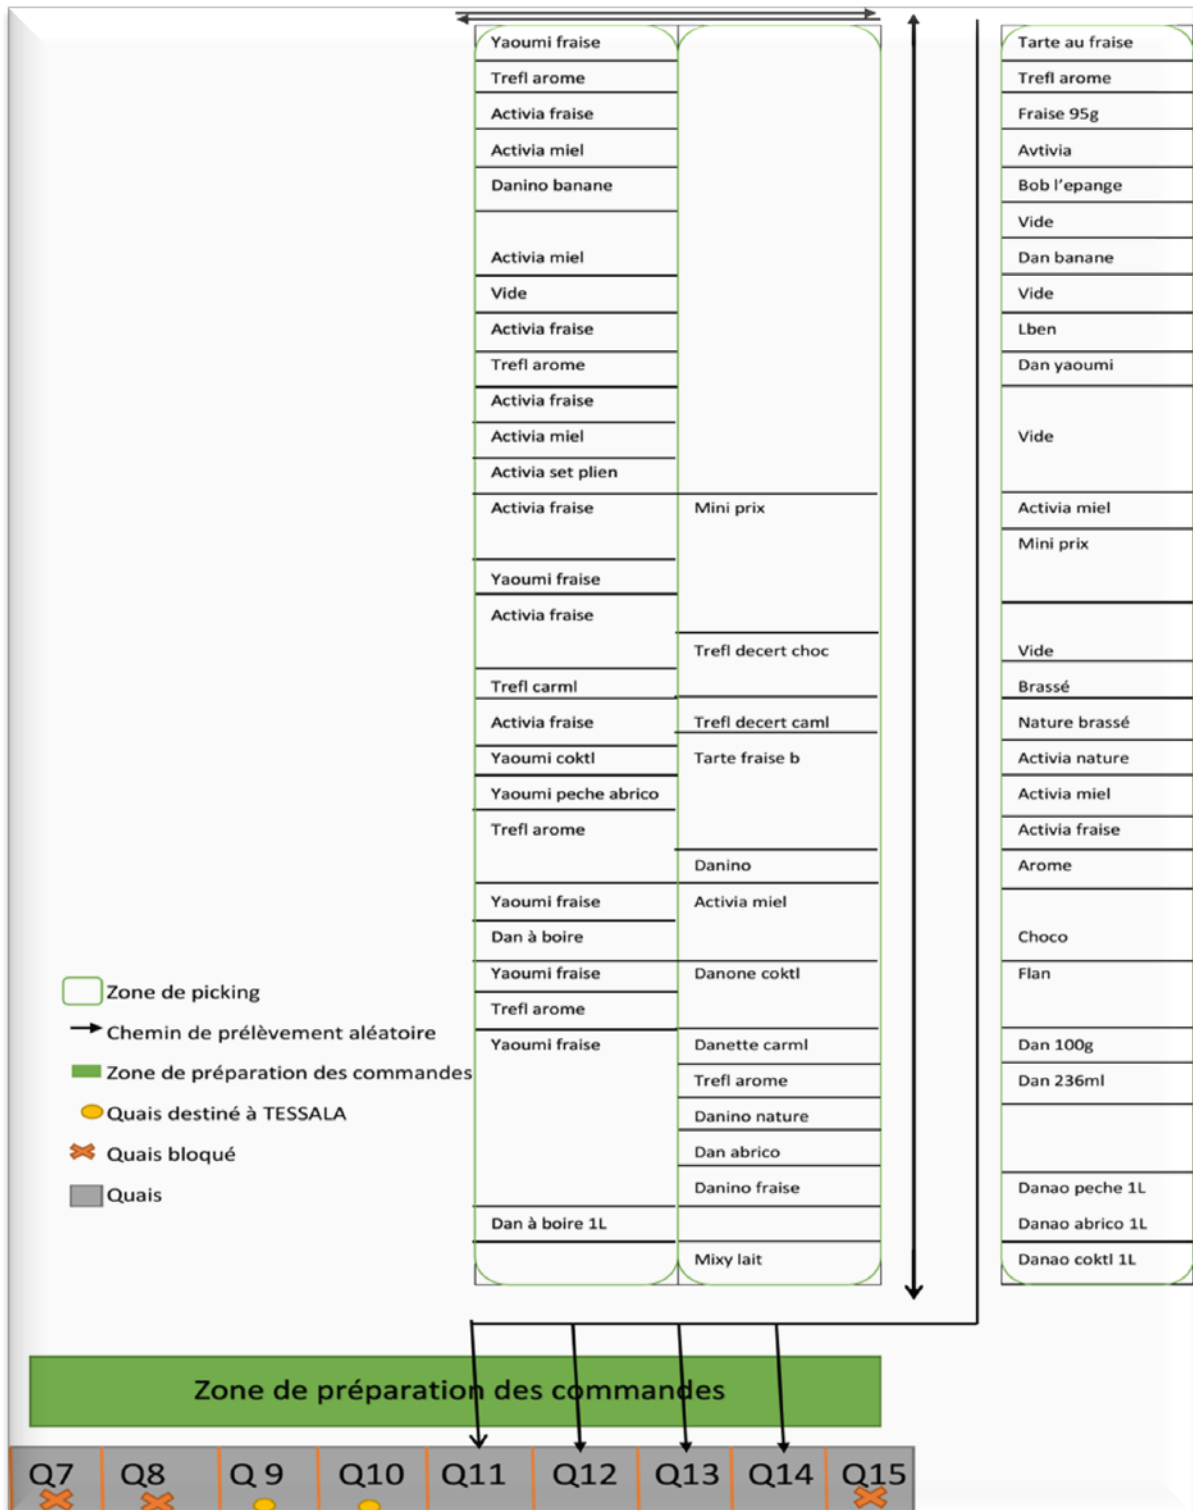 Yaoumi fraise
Trefl arome
Activia fraise
Activia miel
Danino banane
Activia miel
Vide
Activia fraise
Trefl arome
Activia fraise
Activia miel
Activia set plien
Activia fraise
Yaoumi fraise
Activia fraise
Trefl carml
Activia fraise
Yaoumi coktl
Yaoumi peche abrico
Trefl arome
Yaoumi fraise
Dan à boire
Yaoumi fraise
Trefl arome
Yaoumi fraise
Dan à boire 1L
Mini prix
Trefl decert choc
Trefl decert caml
Tarte fraise b
Danino
Activia miel
Danone coktl
Danette carml
Trefl arome
Danino nature
Dan abrico
Danino fraise
Mixy lait
Tarte au fraise
Trefl arome
Fraise 95g
Avtivia
Bob l'epange
Vide
Dan banane
Vide
Lben
Dan yaoumi
Vide
Activia miel
Mini prix
Vide
Brassé
Nature brassé
Activia nature
Activia miel
Activia fraise
Arome
Choco
Flan
Dan 100g
Dan 236ml
Danao peche 1L
Danao abrico 1L
Danao coktl 1L
Zone de picking
Chemin de prélèvement aléatoire
Zone de préparation des commandes
Quais destiné à TESSALA
Quais bloqué
Quais
Zone de préparation des commandes
Q7 Q8 Q 9 Q10 Q11 Q12 Q13 Q14 Q15